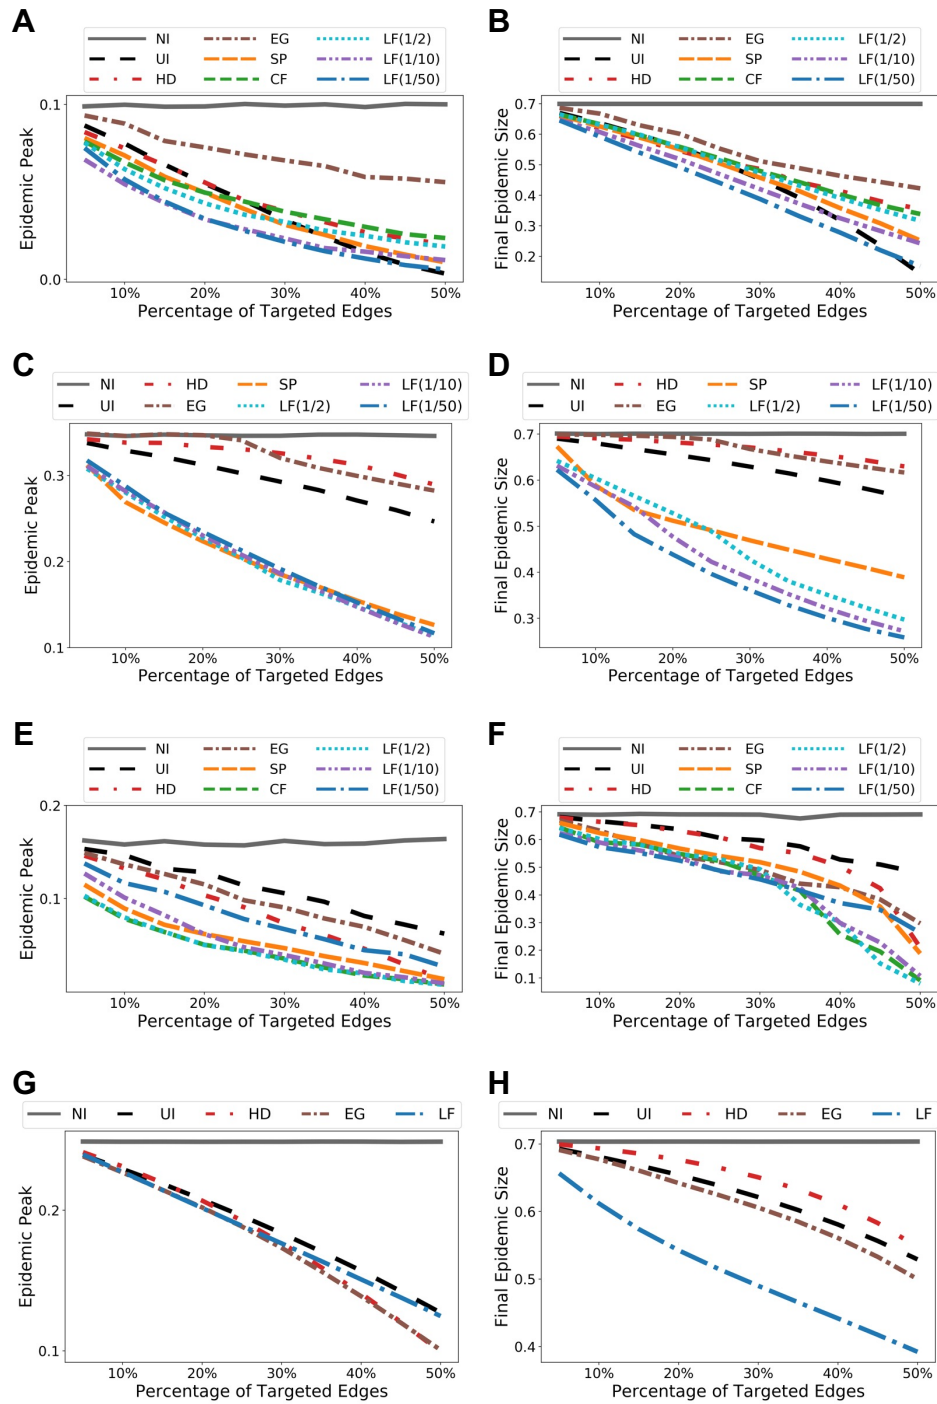 A
NI EG LF(1/2)
UI SP LF(1/10)
HD CF LF(1/50)
0.1
0.0
Epidemic Peak
10% 20% 30% 40% 50%
Percentage of Targeted Edges
B
NI EG LF(1/2)
UI SP LF(1/10)
HD CF LF(1/50)
0.7
0.6
0.5
0.4
0.3
0.2
Final Epidemic Size
10% 20% 30% 40% 50%
Percentage of Targeted Edges
C
NI HD SP LF(1/10)
UI EG LF(1/2) LF(1/50)
0.3
0.2
0.1
Epidemic Peak
10% 20% 30% 40% 50%
Percentage of Targeted Edges
D
NI HD SP LF(1/10)
UI EG LF(1/2) LF(1/50)
0.7
0.6
0.5
0.4
0.3
Final Epidemic Size
10% 20% 30% 40% 50%
Percentage of Targeted Edges
E
NI EG LF(1/2)
UI SP LF(1/10)
HD CF LF(1/50)
0.2
0.1
Epidemic Peak
10% 20% 30% 40% 50%
Percentage of Targeted Edges
F
NI EG LF(1/2)
UI SP LF(1/10)
HD CF LF(1/50)
0.7
0.6
0.5
0.4
0.3
0.2
0.1
Final Epidemic Size
10% 20% 30% 40% 50%
Percentage of Targeted Edges
G
NI UI HD EG LF
0.2
0.1
Epidemic Peak
10% 20% 30% 40% 50%
Percentage of Targeted Edges
H
NI UI HD EG LF
0.7
0.6
0.5
0.4
Final Epidemic Size
10% 20% 30% 40% 50%
Percentage of Targeted Edges